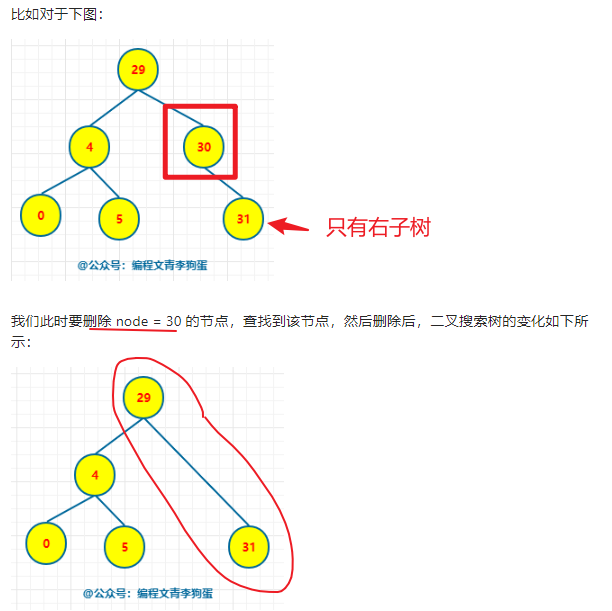 比如对于下图：
29
4
30
0
5
31
只有右子树
@公众号：编程文青李狗蛋
我们此时要删除 node = 30 的节点，查找到该节点，然后删除后，二叉搜索树的变化如下所
示：
29
4
0
5
31
@公众号：编程文青李狗蛋